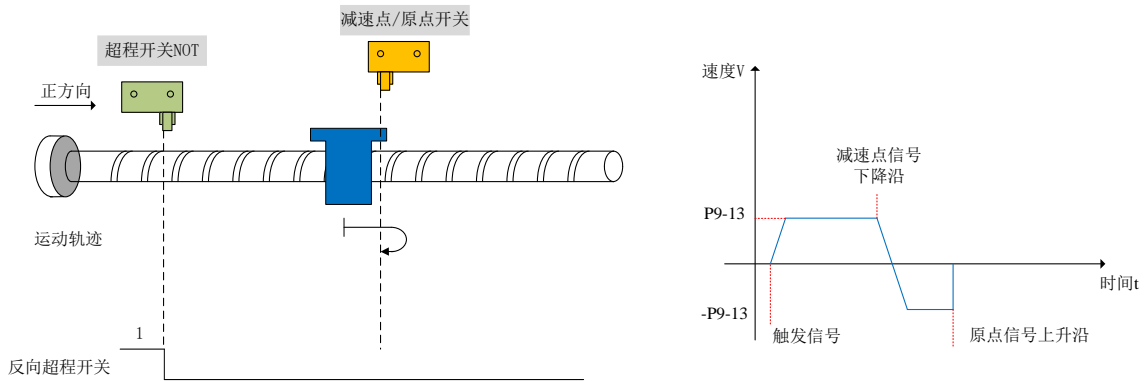 减速点/原点开关
超程开关NOT
正方向
运动轨迹
1
反向超程开关
速度V
减速点信号
下降沿
P9-13
时间t
-P9-13
触发信号
原点信号上升沿